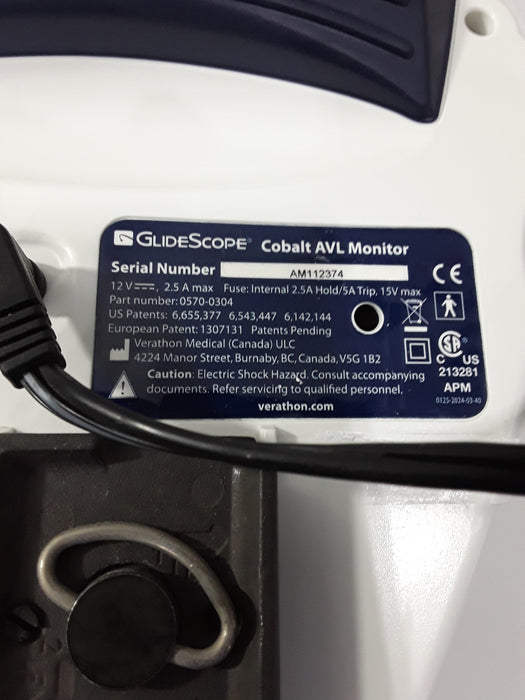 GLIDESCOPE® Cobalt AVL Monitor
Serial Number AM112374
12 V⎓, 2.5 A max Fuse: Internal 2.5A Hold/5A Trip, 15V max
Part number: 0570-0304
US Patents: 6,655,377 6,543,447 6,142,144
European Patent: 1307131 Patents Pending
Verathon Medical (Canada) ULC
4224 Manor Street, Burnaby, BC, Canada, V5G 1B2
Caution: Electric Shock Hazard. Consult accompanying
documents. Refer servicing to qualified personnel.
verathon.com
CE
SA
C US
213281
APM